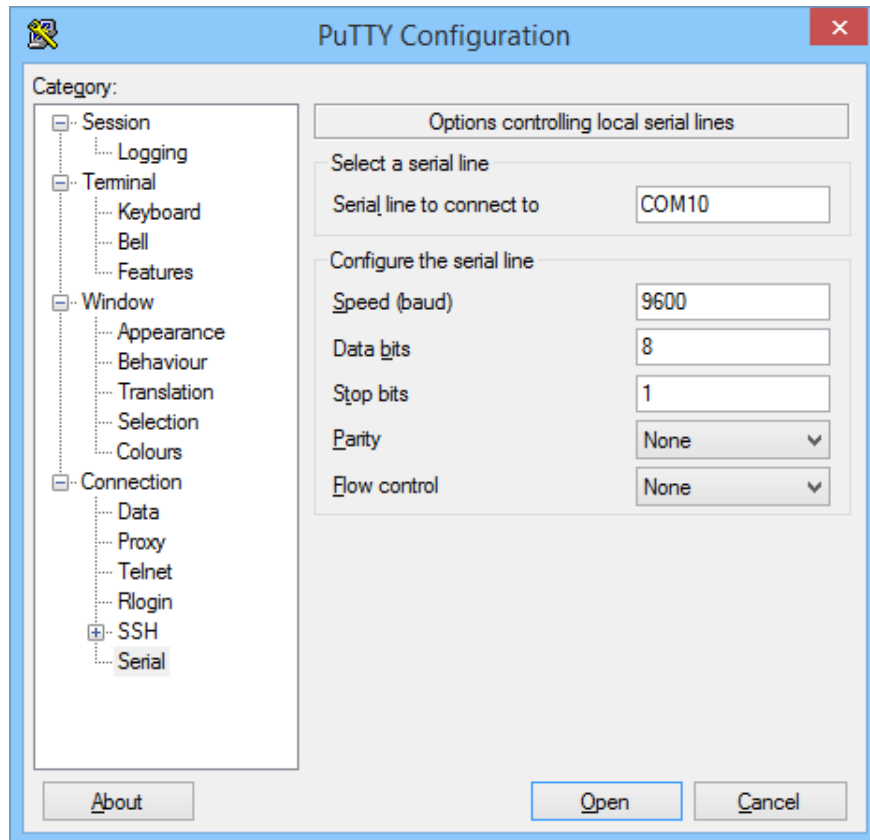 PuTTY Configuration
Category:
Session
Logging
Terminal
Keyboard
Bell
Features
Window
Appearance
Behaviour
Translation
Selection
Colours
Connection
Data
Proxy
Telnet
Rlogin
SSH
Serial
Options controlling local serial lines
Select a serial line
Serial line to connect to COM10
Configure the serial line
Speed (baud) 9600
Data bits 8
Stop bits 1
Parity None
Flow control None
About Open Cancel